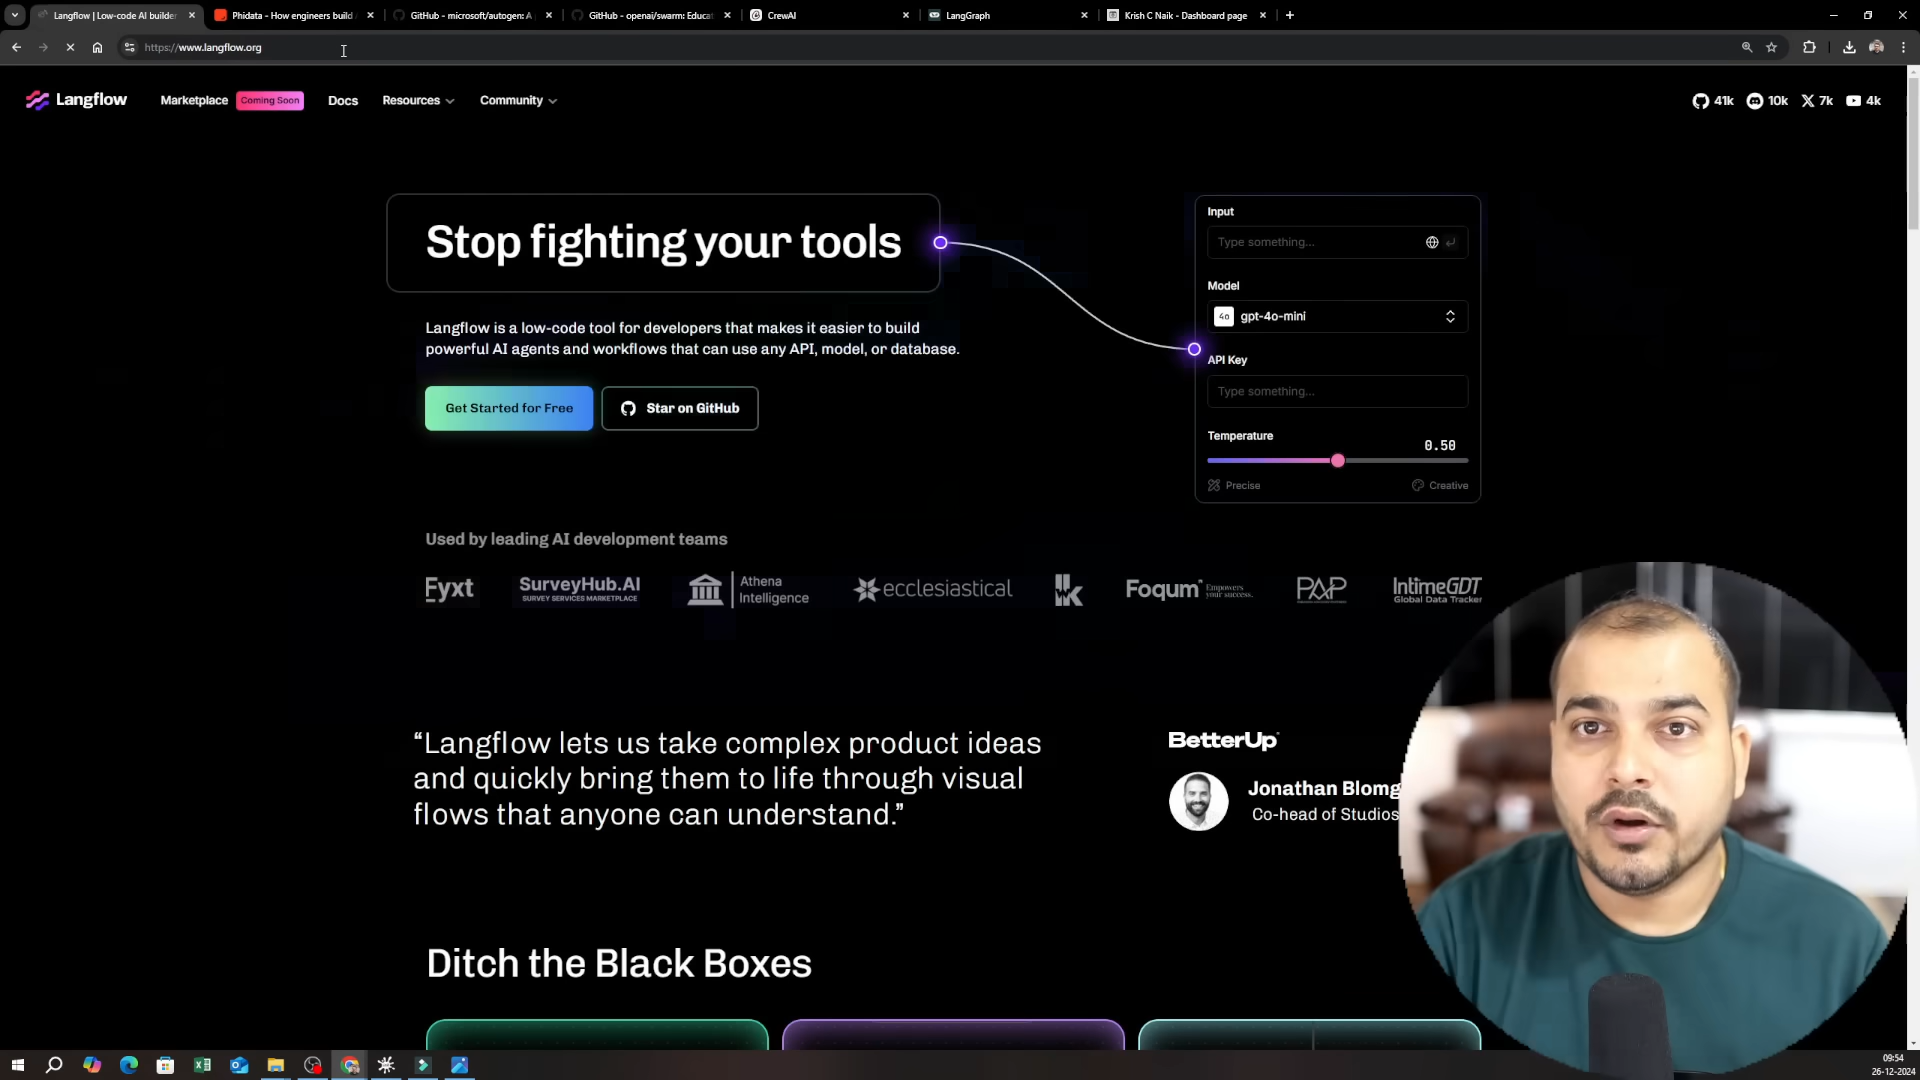 Langflow | Low-code AI builder
Phidata - How engineers build
GitHub - microsoft/autogen: A
GitHub - openai/swarm: Educat
CrewAI
LangGraph
Krish C Naik - Dashboard page
https://www.langflow.org
Langflow
Marketplace
Coming Soon
Docs
Resources
Community
41k
10k
7k
4k
Stop fighting your tools
Input
Type something...
Model
4o
gpt-4o-mini
API Key
Type something...
Temperature
0.50
Precise
Creative
Langflow is a low-code tool for developers that makes it easier to build
powerful AI agents and workflows that can use any API, model, or database.
Get Started for Free
Star on GitHub
Used by leading AI development teams
Fyxt
SurveyHub.AI
SURVEY SERVICES MARKETPLACE
Athena
Intelligence
ecclesiastical
Foqum
Empowers
your success.
PAP
IntimeGDT
Global Data Tracker
“Langflow lets us take complex product ideas
and quickly bring them to life through visual
flows that anyone can understand.”
BetterUp
Jonathan Blomg
Co-head of Studios
Ditch the Black Boxes
09:54
26-12-2024